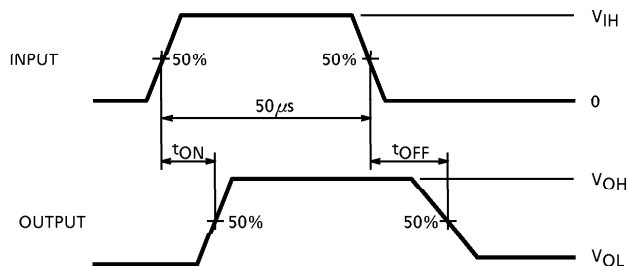 V_IH
INPUT 50% 50%
50μs 0
t_ON t_OFF
V_OH
OUTPUT 50% 50%
V_OL